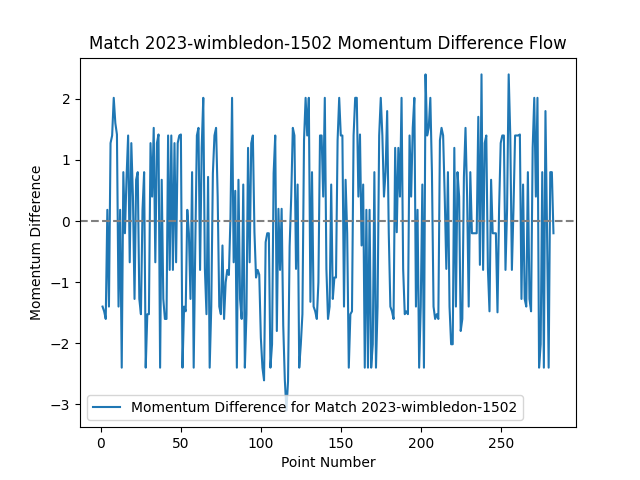 Match 2023-wimbledon-1502 Momentum Difference Flow
Momentum Difference
2
1
0
−1
−2
−3
Momentum Difference for Match 2023-wimbledon-1502
0 50 100 150 200 250
Point Number